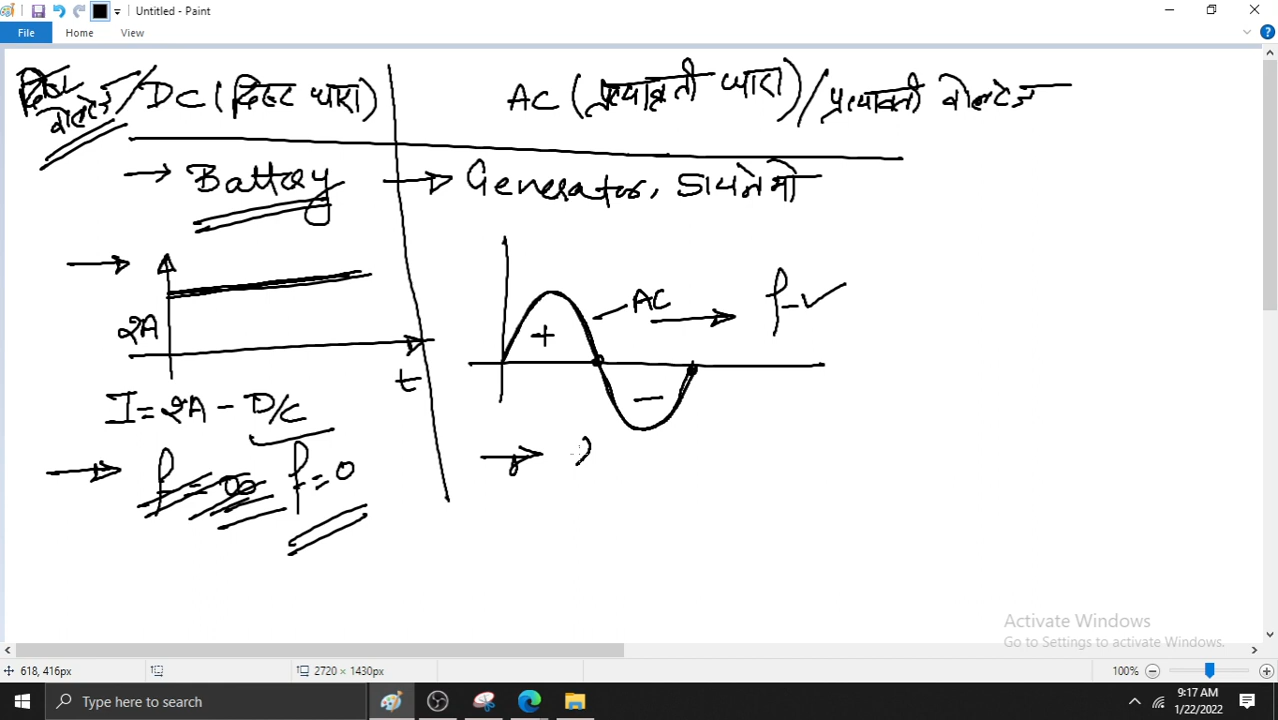 Untitled - Paint
File Home View
दिष्ट वोल्टेज / DC (दिष्ट धारा)
AC (प्रत्यावर्ती धारा) / प्रत्यावर्ती वोल्टेज
→ Battery
→ Generator, डायनेमो
2A
t
I = 2A - D/C
→ f = ∞ f = 0
+
-
AC → f - ✓
→
Activate Windows
Go to Settings to activate Windows.
618, 416px
2720 × 1430px
100%
Type here to search
9:17 AM
1/22/2022